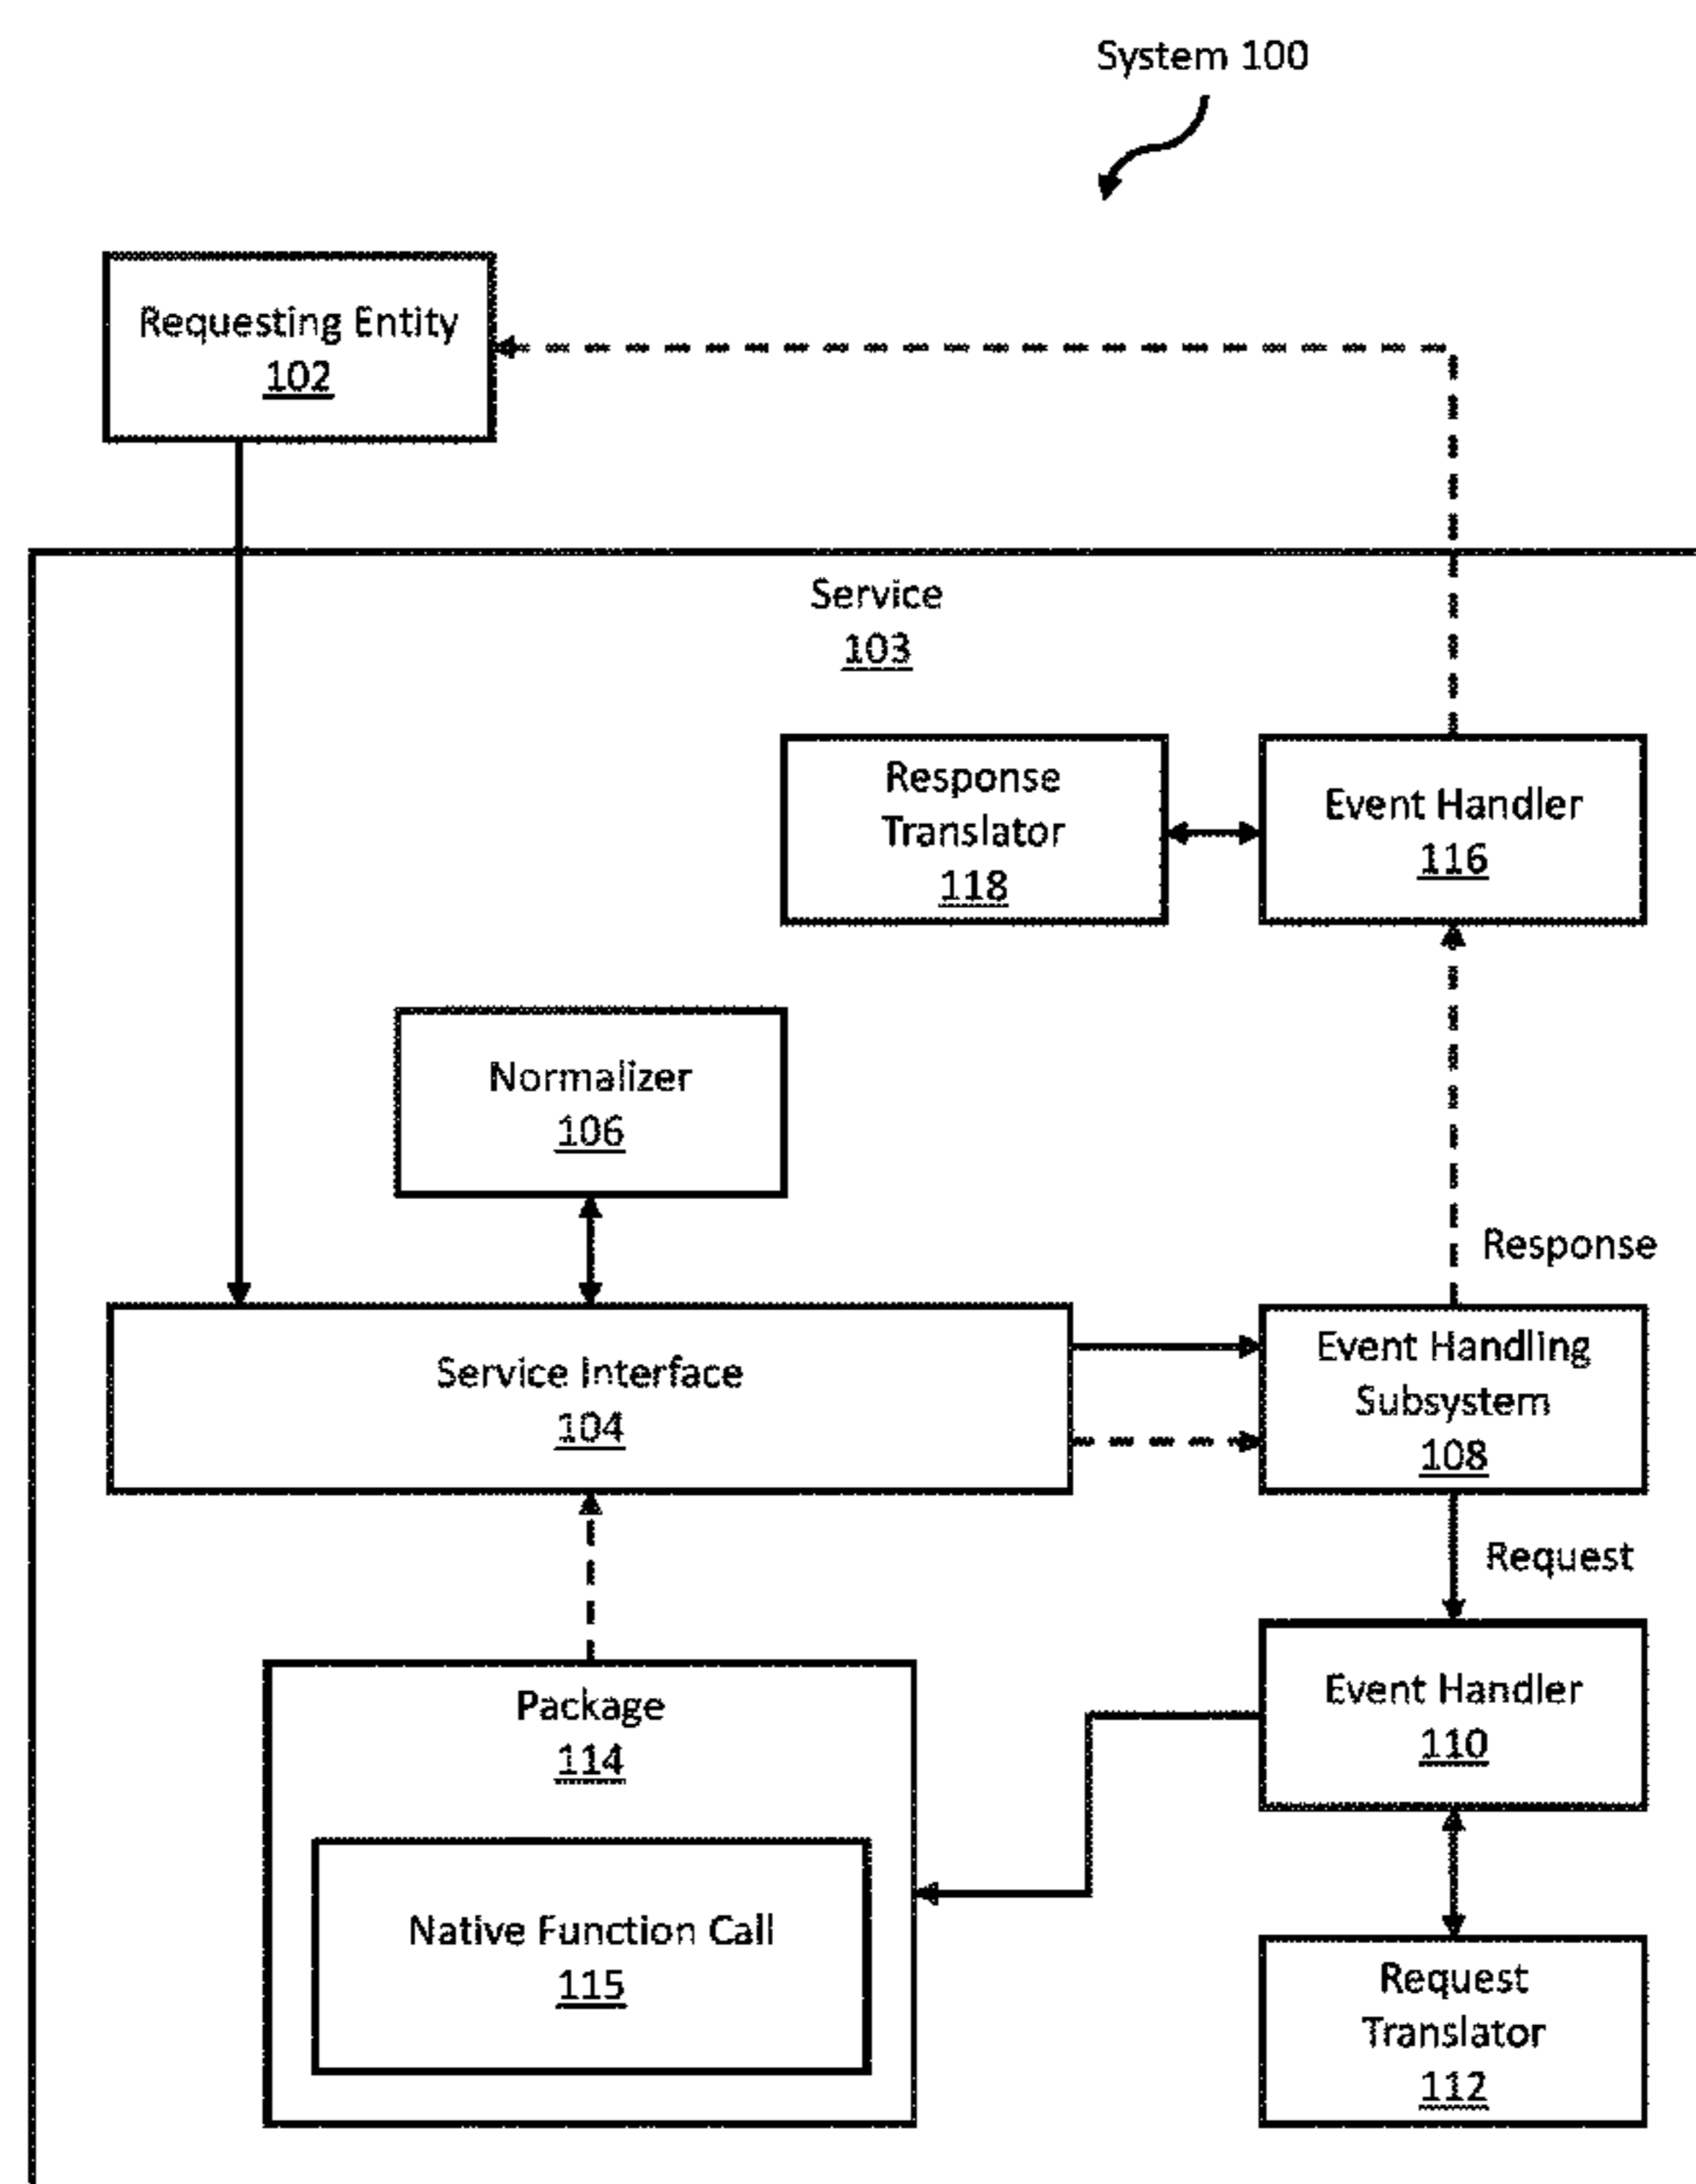 System 100
Requesting Entity
102
Service
103
Response
Translator
118
Event Handler
116
Normalizer
106
Response
Service Interface
104
Event Handling
Subsystem
108
Request
Package
114
Native Function Call
115
Event Handler
110
Request
Translator
112